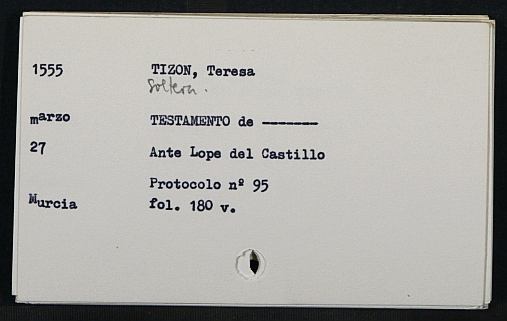 1555 TIZON, Teresa
soltera.
marzo TESTAMENTO de -------
27 Ante Lope del Castillo
Protocolo nº 95
Murcia fol. 180 v.